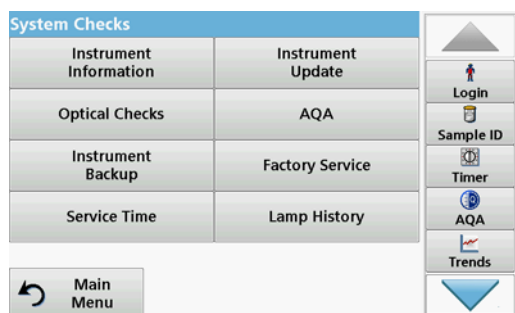 System Checks
Instrument
Information
Instrument
Update
Optical Checks
AQA
Instrument
Backup
Factory Service
Service Time
Lamp History
Main
Menu
Login
Sample ID
Timer
AQA
Trends